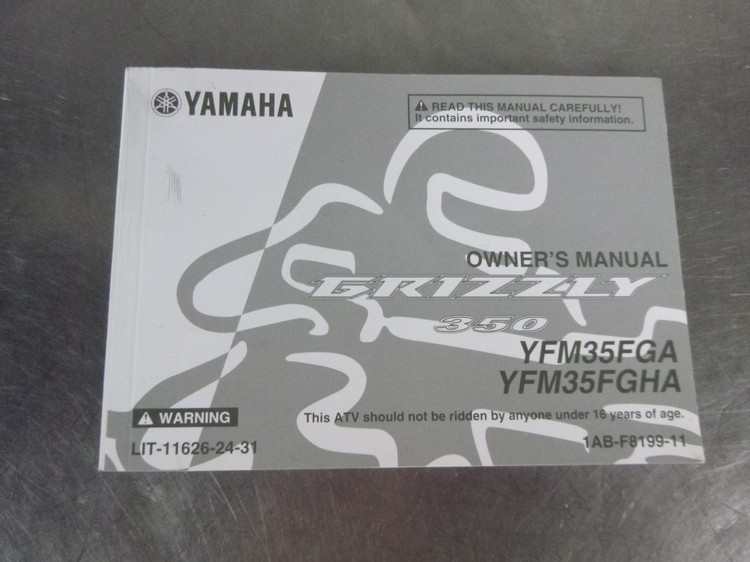 YAMAHA
⚠ READ THIS MANUAL CAREFULLY!
It contains important safety information.
OWNER'S MANUAL
GRIZZLY
350
YFM35FGA
YFM35FGHA
⚠ WARNING
This ATV should not be ridden by anyone under 16 years of age.
LIT-11626-24-31
1AB-F8199-11